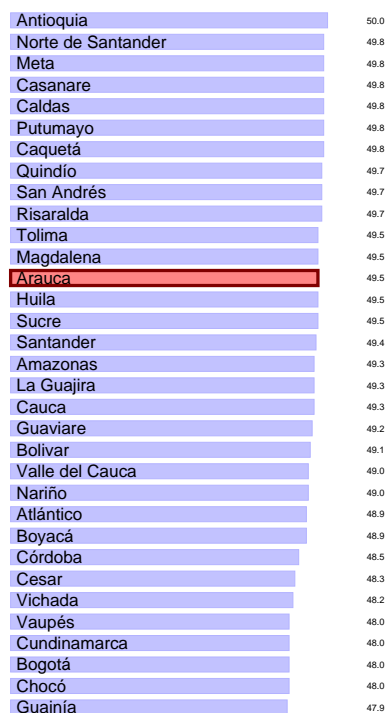 Antioquia 50.0
Norte de Santander 49.8
Meta 49.8
Casanare 49.8
Caldas 49.8
Putumayo 49.8
Caquetá 49.8
Quindío 49.7
San Andrés 49.7
Risaralda 49.7
Tolima 49.5
Magdalena 49.5
Arauca 49.5
Huila 49.5
Sucre 49.5
Santander 49.4
Amazonas 49.3
La Guajira 49.3
Cauca 49.3
Guaviare 49.2
Bolivar 49.1
Valle del Cauca 49.0
Nariño 49.0
Atlántico 48.9
Boyacá 48.9
Córdoba 48.5
Cesar 48.3
Vichada 48.2
Vaupés 48.0
Cundinamarca 48.0
Bogotá 48.0
Chocó 48.0
Guainía 47.9